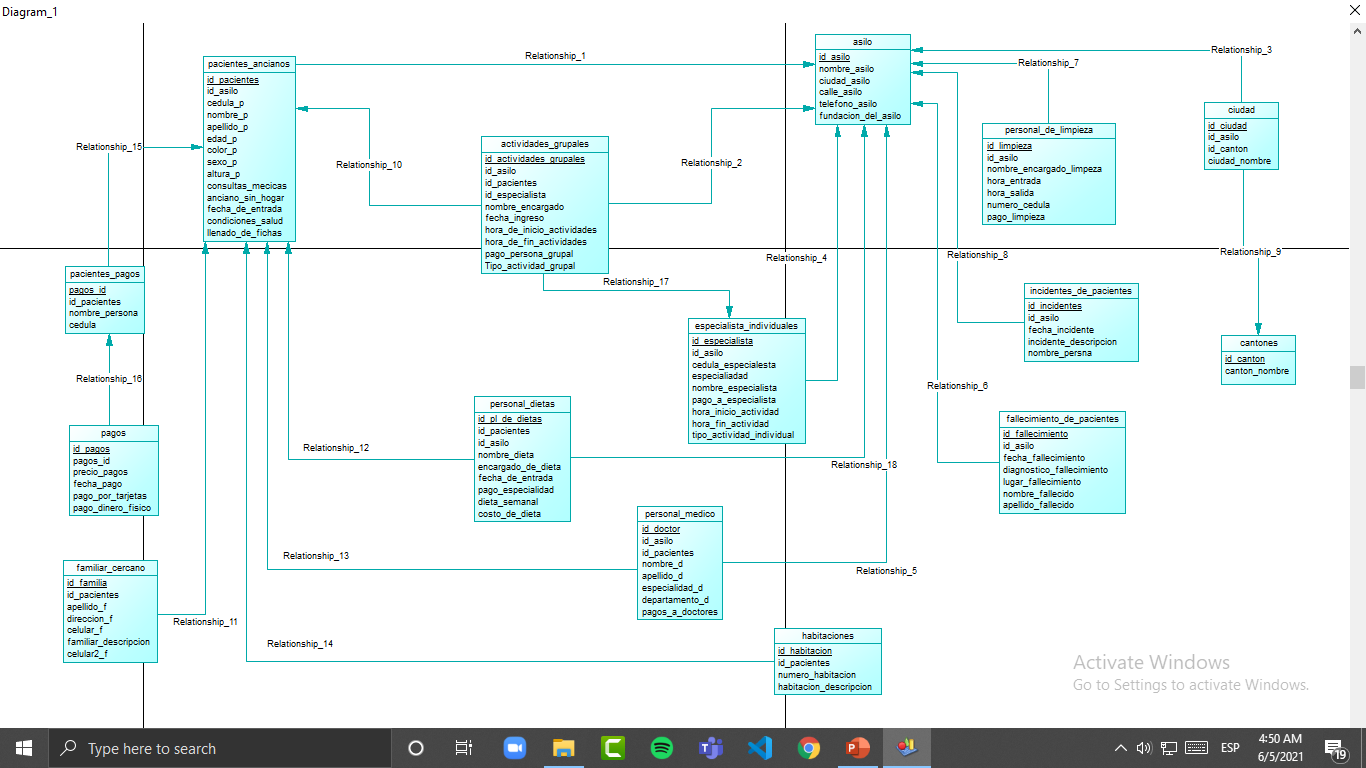 Diagram_1
pacientes_ancianos
id_pacientes
id_asilo
cedula_p
nombre_p
apellido_p
edad_p
color_p
sexo_p
altura_p
consultas_mecicas
anciano_sin_hogar
fecha_de_entrada
condiciones_salud
llenado_de_fichas
Relationship_1
asilo
id_asilo
nombre_asilo
ciudad_asilo
calle_asilo
telefono_asilo
fundacion_del_asilo
Relationship_3
Relationship_7
ciudad
id_ciudad
id_asilo
id_canton
ciudad_nombre
personal_de_limpieza
id_limpieza
id_asilo
nombre_encargado_limpeza
hora_entrada
hora_salida
numero_cedula
pago_limpieza
Relationship_15
Relationship_10
actividades_grupales
id_actividades_grupales
id_asilo
id_pacientes
id_especialista
nombre_encargado
fecha_ingreso
hora_de_inicio_actividades
hora_de_fin_actividades
pago_persona_grupal
Tipo_actividad_grupal
Relationship_2
Relationship_4
Relationship_8
Relationship_9
pacientes_pagos
pagos_id
id_pacientes
nombre_persona
cedula
Relationship_17
incidentes_de_pacientes
id_incidentes
id_asilo
fecha_incidente
incidente_descripcion
nombre_persna
especialista_individuales
id_especialista
id_asilo
cedula_especialesta
especialiadad
nombre_especialista
pago_a_especialista
hora_inicio_actividad
hora_fin_actividad
tipo_actividad_individual
cantones
id_canton
canton_nombre
Relationship_16
Relationship_6
personal_dietas
id_pl_de_dietas
id_pacientes
id_asilo
nombre_dieta
encargado_de_dieta
fecha_de_entrada
pago_especialidad
dieta_semanal
costo_de_dieta
fallecimiento_de_pacientes
id_fallecimiento
id_asilo
fecha_fallecimiento
diagnostico_fallecimiento
lugar_fallecimiento
nombre_fallecido
apellido_fallecido
pagos
id_pagos
pagos_id
precio_pagos
fecha_pago
pago_por_tarjetas
pago_dinero_fisico
Relationship_12
Relationship_18
personal_medico
id_doctor
id_asilo
id_pacientes
nombre_d
apellido_d
especialidad_d
departamento_d
pagos_a_doctores
Relationship_13
Relationship_5
familiar_cercano
id_familia
id_pacientes
apellido_f
direccion_f
celular_f
familiar_descripcion
celular2_f
Relationship_11
Relationship_14
habitaciones
id_habitacion
id_pacientes
numero_habitacion
habitacion_descripcion
Activate Windows
Go to Settings to activate Windows.
Type here to search
ESP
4:50 AM
6/5/2021
19